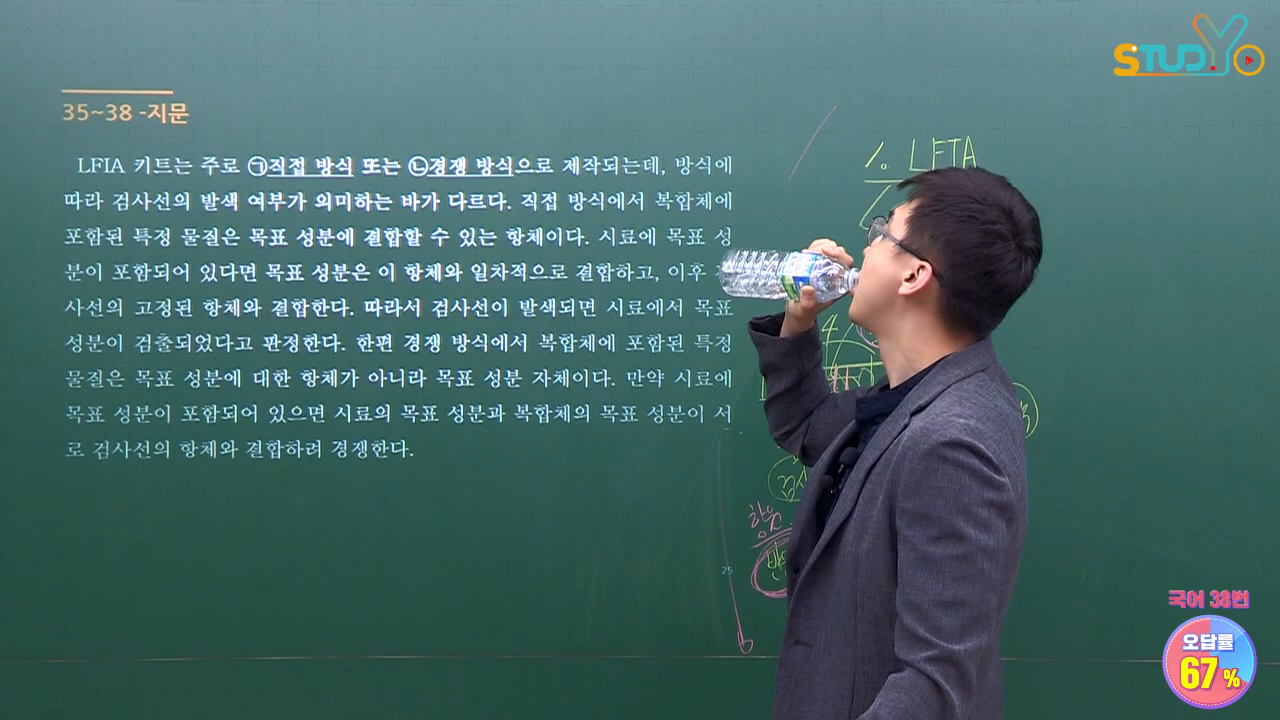 STUDYO
35~38 -지문
LFIA 키트는 주로 ㉠직접 방식 또는 ㉡경쟁 방식으로 제작되는데, 방식에
따라 검사선의 발색 여부가 의미하는 바가 다르다. 직접 방식에서 복합체에
포함된 특정 물질은 목표 성분에 결합할 수 있는 항체이다. 시료에 목표 성
분이 포함되어 있다면 목표 성분은 이 항체와 일차적으로 결합하고, 이후
사선의 고정된 항체와 결합한다. 따라서 검사선이 발색되면 시료에서 목표
성분이 검출되었다고 판정한다. 한편 경쟁 방식에서 복합체에 포함된 특정
물질은 목표 성분에 대한 항체가 아니라 목표 성분 자체이다. 만약 시료에
목표 성분이 포함되어 있으면 시료의 목표 성분과 복합체의 목표 성분이 서
로 검사선의 항체와 결합하려 경쟁한다.
1. LFIA
25
국어 38번
오답률
67 %